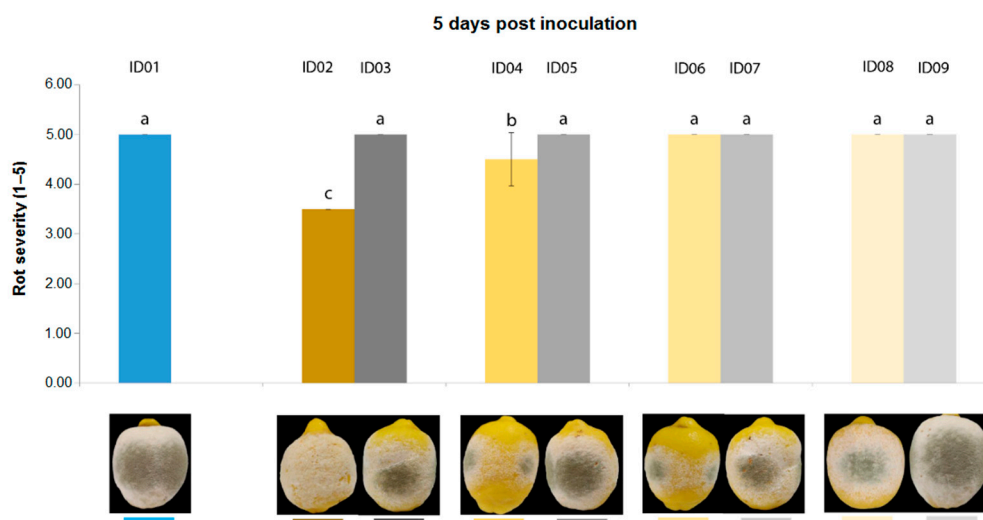 5 days post inoculation
ID01 ID02 ID03 ID04 ID05 ID06 ID07 ID08 ID09
6.00
5.00
4.00
3.00
2.00
1.00
0.00
Rot severity (1–5)
a c a b a a a a a